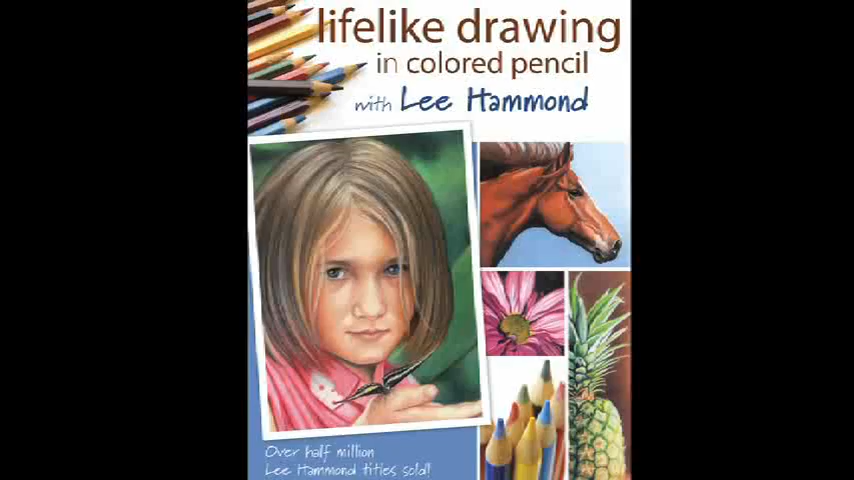 lifelike drawing
in colored pencil
with Lee Hammond
Over half million
Lee Hammond titles sold!